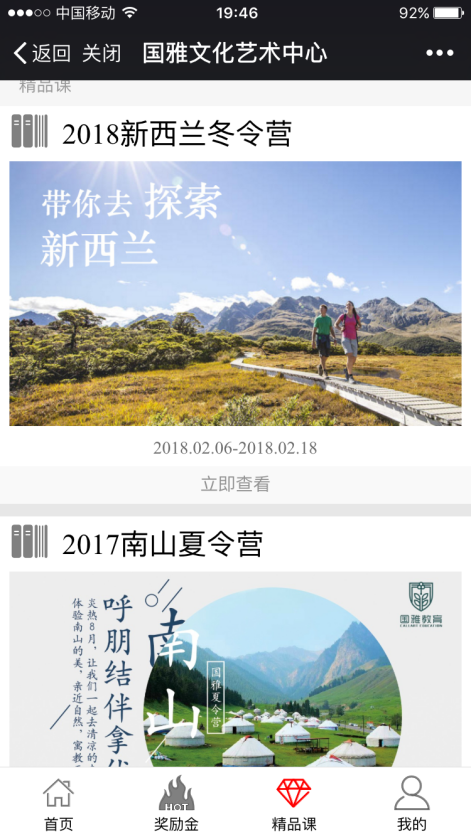 中国移动 19:46 92%
返回 关闭 国雅文化艺术中心
精品课
2018新西兰冬令营
带你去 探索
新西兰
2018.02.06-2018.02.18
立即查看
2017南山夏令营
国雅教育
南山
国雅夏令营
呼朋结伴拿
炎热8月，让我们一起去清凉的
体验南山的美，亲近自然，寓教
HOT
首页 奖励金 精品课 我的